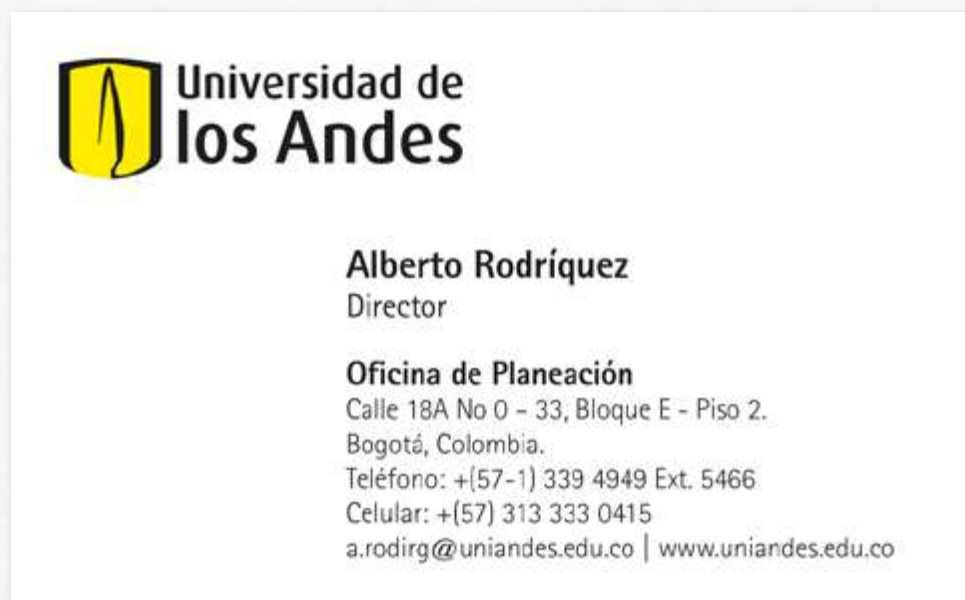 Universidad de
los Andes
Alberto Rodríquez
Director
Oficina de Planeación
Calle 18A No 0 – 33, Bloque E - Piso 2.
Bogotá, Colombia.
Teléfono: +(57-1) 339 4949 Ext. 5466
Celular: +(57) 313 333 0415
a.rodirg@uniandes.edu.co | www.uniandes.edu.co